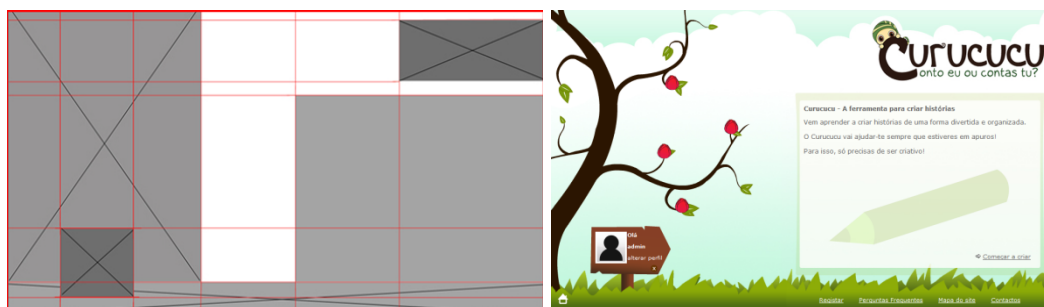 Curucucu
Conto eu ou contas tu?
Curucucu - A ferramenta para criar histórias
Vem aprender a criar histórias de uma forma divertida e organizada.
O Curucucu vai ajudar-te sempre que estiveres em apuros!
Para isso, só precisas de ser criativo!
Olá
admin
alterar perfil
x
Começar a criar
Registar Perguntas Frequentes Mapa do site Contactos